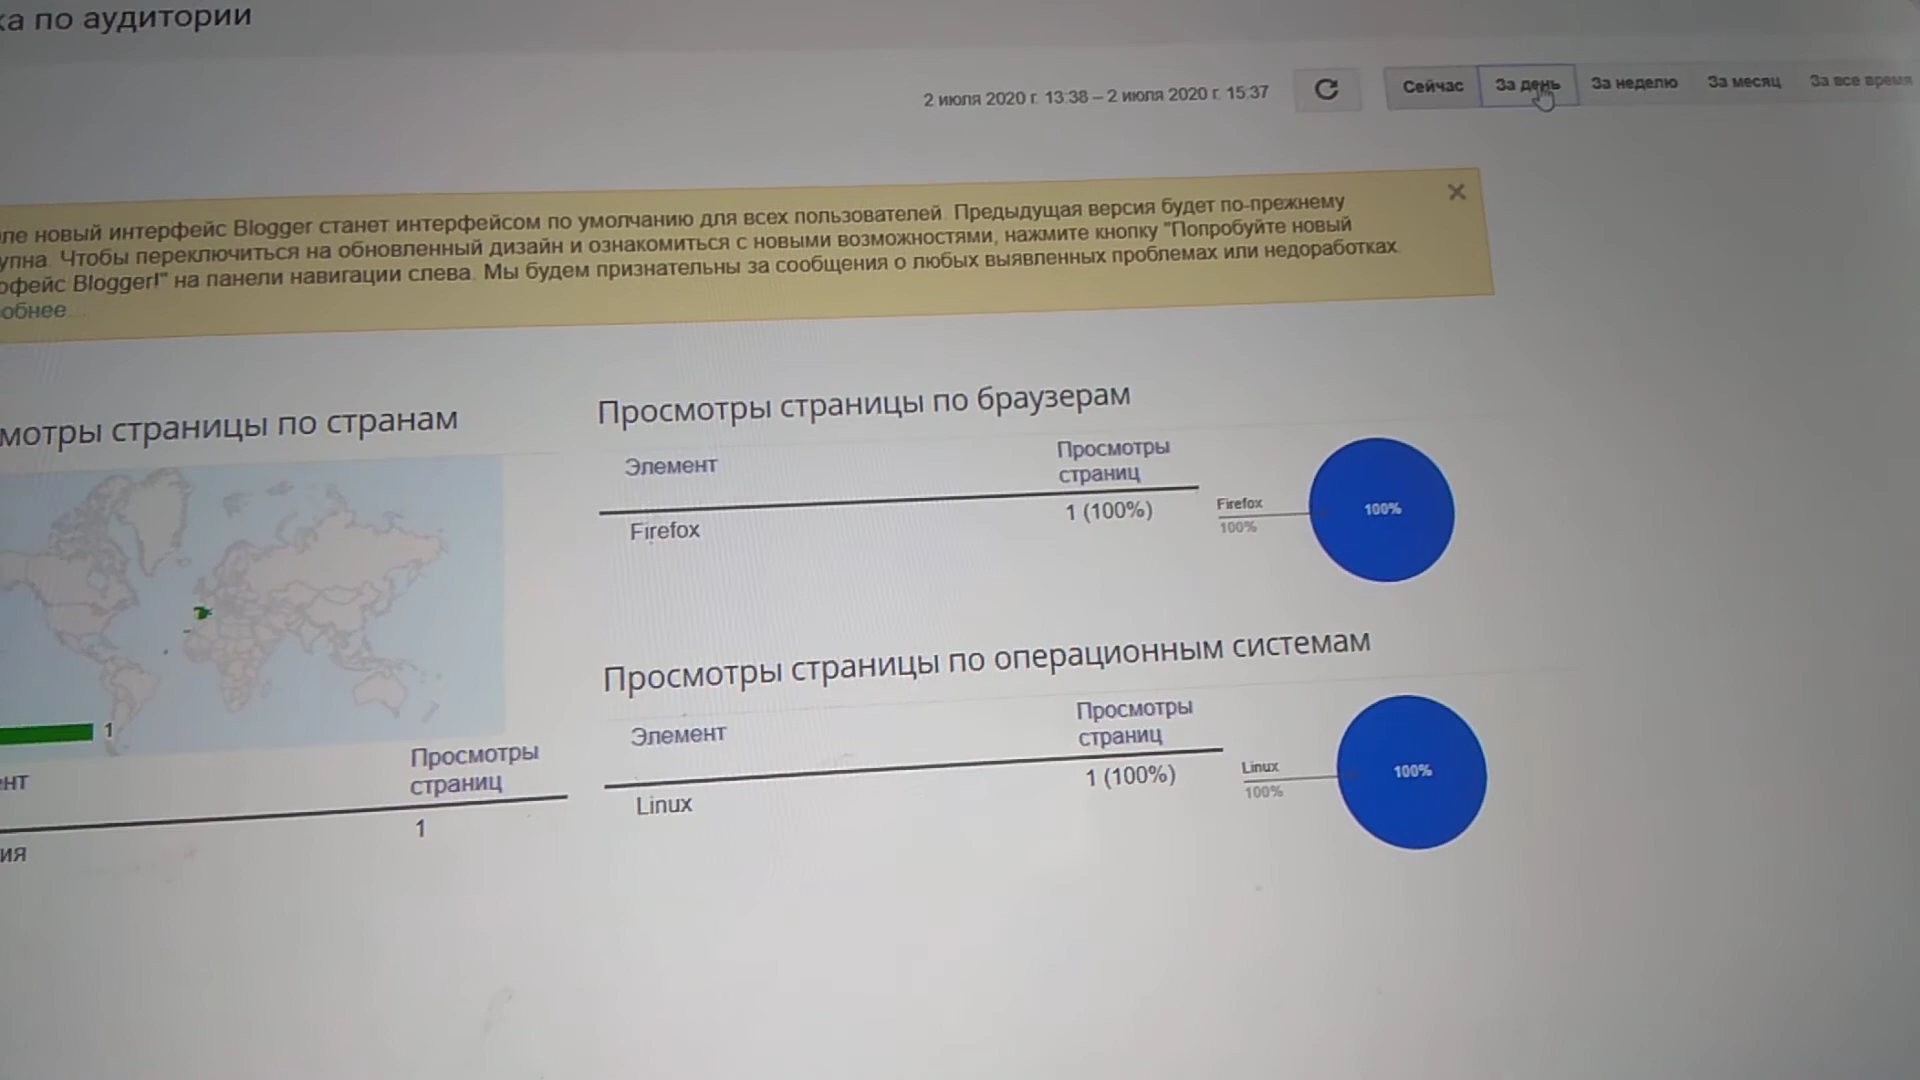 ка по аудитории
2 июля 2020 г. 13:38 – 2 июля 2020 г. 15:37
Сейчас За день За неделю За месяц За все время
ле новый интерфейс Blogger станет интерфейсом по умолчанию для всех пользователей. Предыдущая версия будет по-прежнему
упна. Чтобы переключиться на обновленный дизайн и ознакомиться с новыми возможностями, нажмите кнопку "Попробуйте новый
рфейс Blogger!" на панели навигации слева. Мы будем признательны за сообщения о любых выявленных проблемах или недоработках.
обнее...
мотры страницы по странам
1
нт
Просмотры
страниц
ия
1
Просмотры страницы по браузерам
Элемент
Просмотры
страниц
Firefox
1 (100%)
Firefox
100%
100%
Просмотры страницы по операционным системам
Элемент
Просмотры
страниц
Linux
1 (100%)
Linux
100%
100%